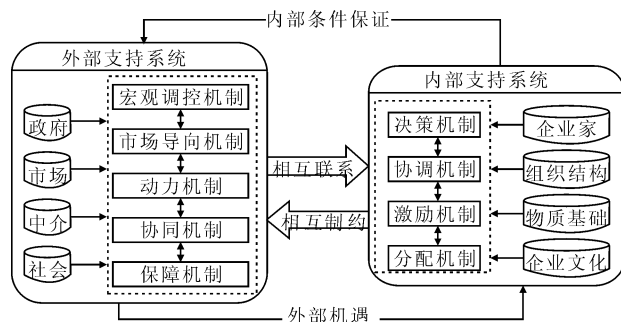 内部条件保证
外部支持系统
政府
市场
中介
社会
宏观调控机制
市场导向机制
动力机制
协同机制
保障机制
相互联系
相互制约
内部支持系统
决策机制
协调机制
激励机制
分配机制
企业家
组织结构
物质基础
企业文化
外部机遇